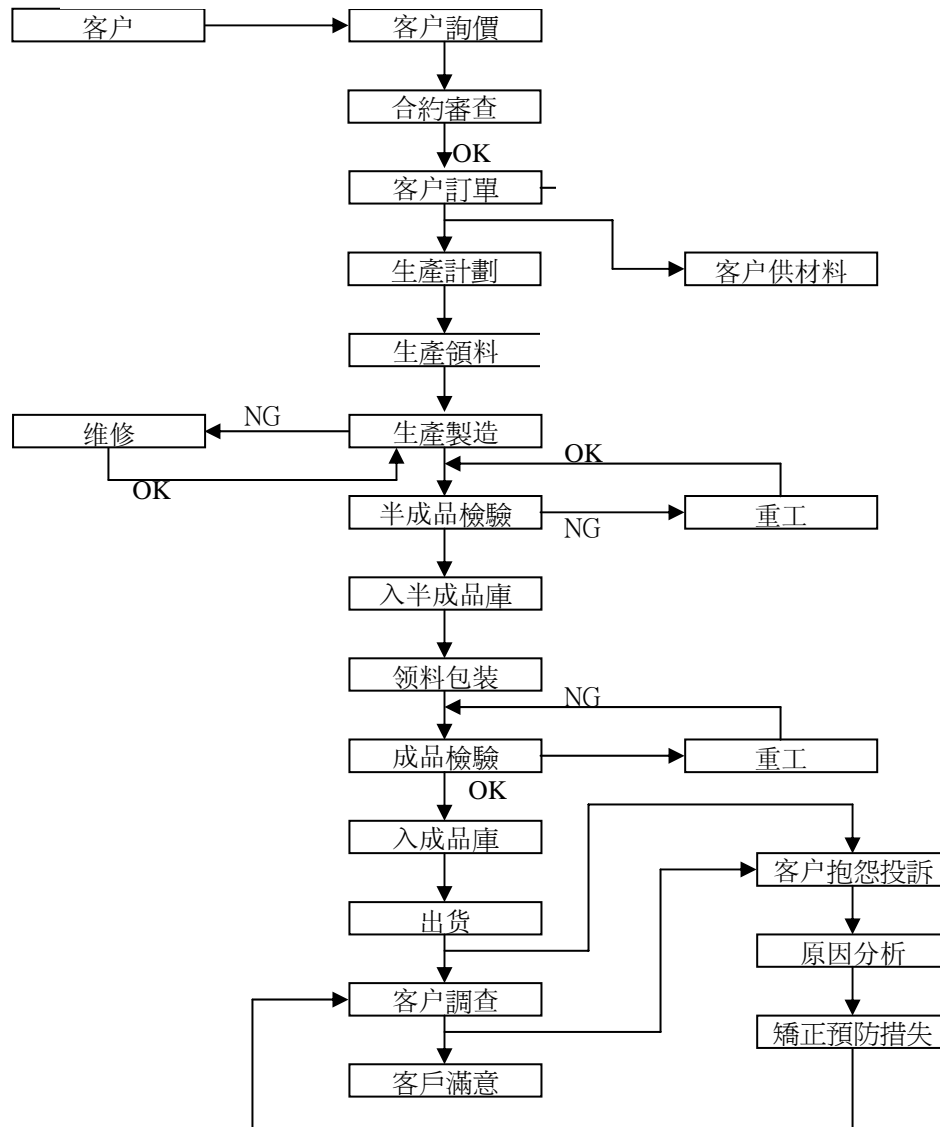 客户
客户詢價
合約審查
OK
客户訂單
生產計劃
客户供材料
生產領料
维修
NG
生產製造
OK
OK
半成品檢驗
NG
重工
入半成品庫
领料包装
NG
成品檢驗
重工
OK
入成品庫
客户抱怨投訴
出货
原因分析
客户調查
矯正預防措失
客戶滿意